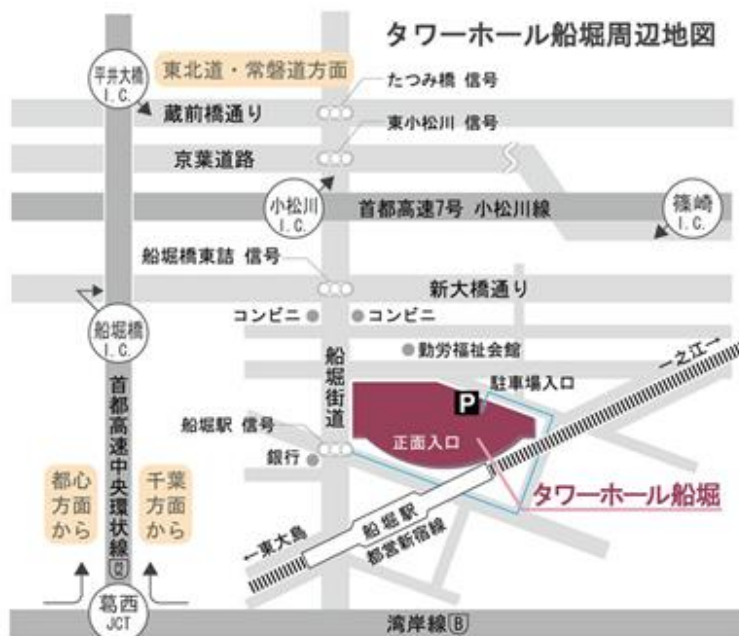 タワーホール船堀周辺地図
平井大橋
I.C.
東北道・常磐道方面
たつみ橋 信号
蔵前橋通り
東小松川 信号
京葉道路
小松川
I.C.
首都高速7号 小松川線
篠崎
I.C.
船堀橋東詰 信号
新大橋通り
船堀橋
I.C.
コンビニ
コンビニ
勤労福祉会館
一之江→
船堀街道
駐車場入口
P
首都高速中央環状線
C2
船堀駅 信号
正面入口
銀行
タワーホール船堀
都心
方面
から
千葉
方面
から
船堀駅
都営新宿線
←東大島
葛西
JCT
湾岸線 B